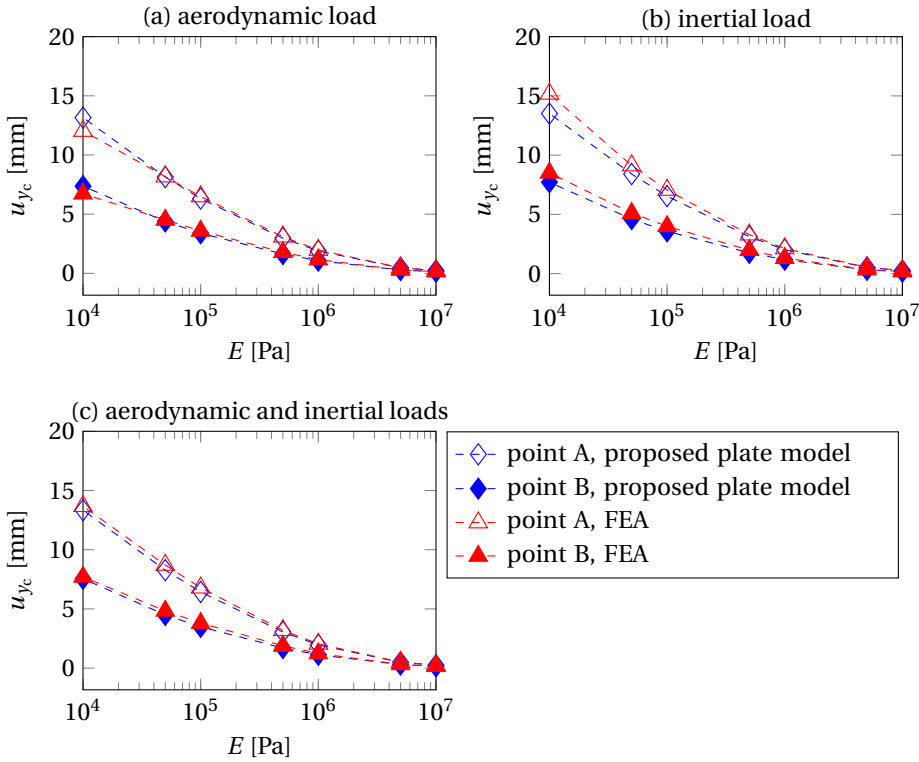 (a) aerodynamic load
20
15
10
5
0
u_{y_c} [mm]
10^4
10^5
10^6
10^7
E [Pa]
(b) inertial load
20
15
10
5
0
u_{y_c} [mm]
10^4
10^5
10^6
10^7
E [Pa]
(c) aerodynamic and inertial loads
20
15
10
5
0
u_{y_c} [mm]
10^4
10^5
10^6
10^7
E [Pa]
point A, proposed plate model
point B, proposed plate model
point A, FEA
point B, FEA